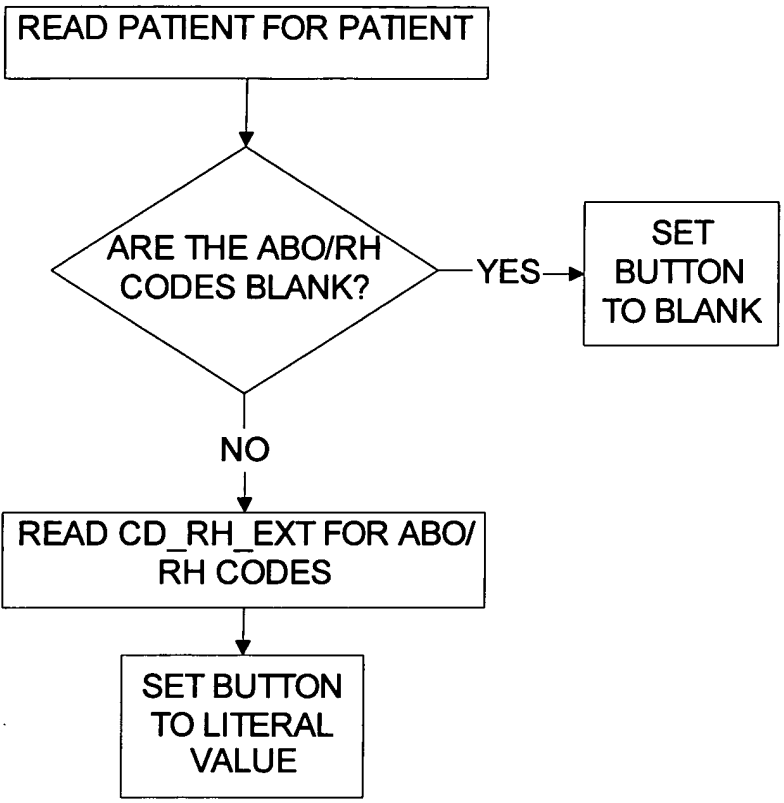 READ PATIENT FOR PATIENT
ARE THE ABO/RH
CODES BLANK?
YES
SET
BUTTON
TO BLANK
NO
READ CD_RH_EXT FOR ABO/
RH CODES
SET BUTTON
TO LITERAL
VALUE